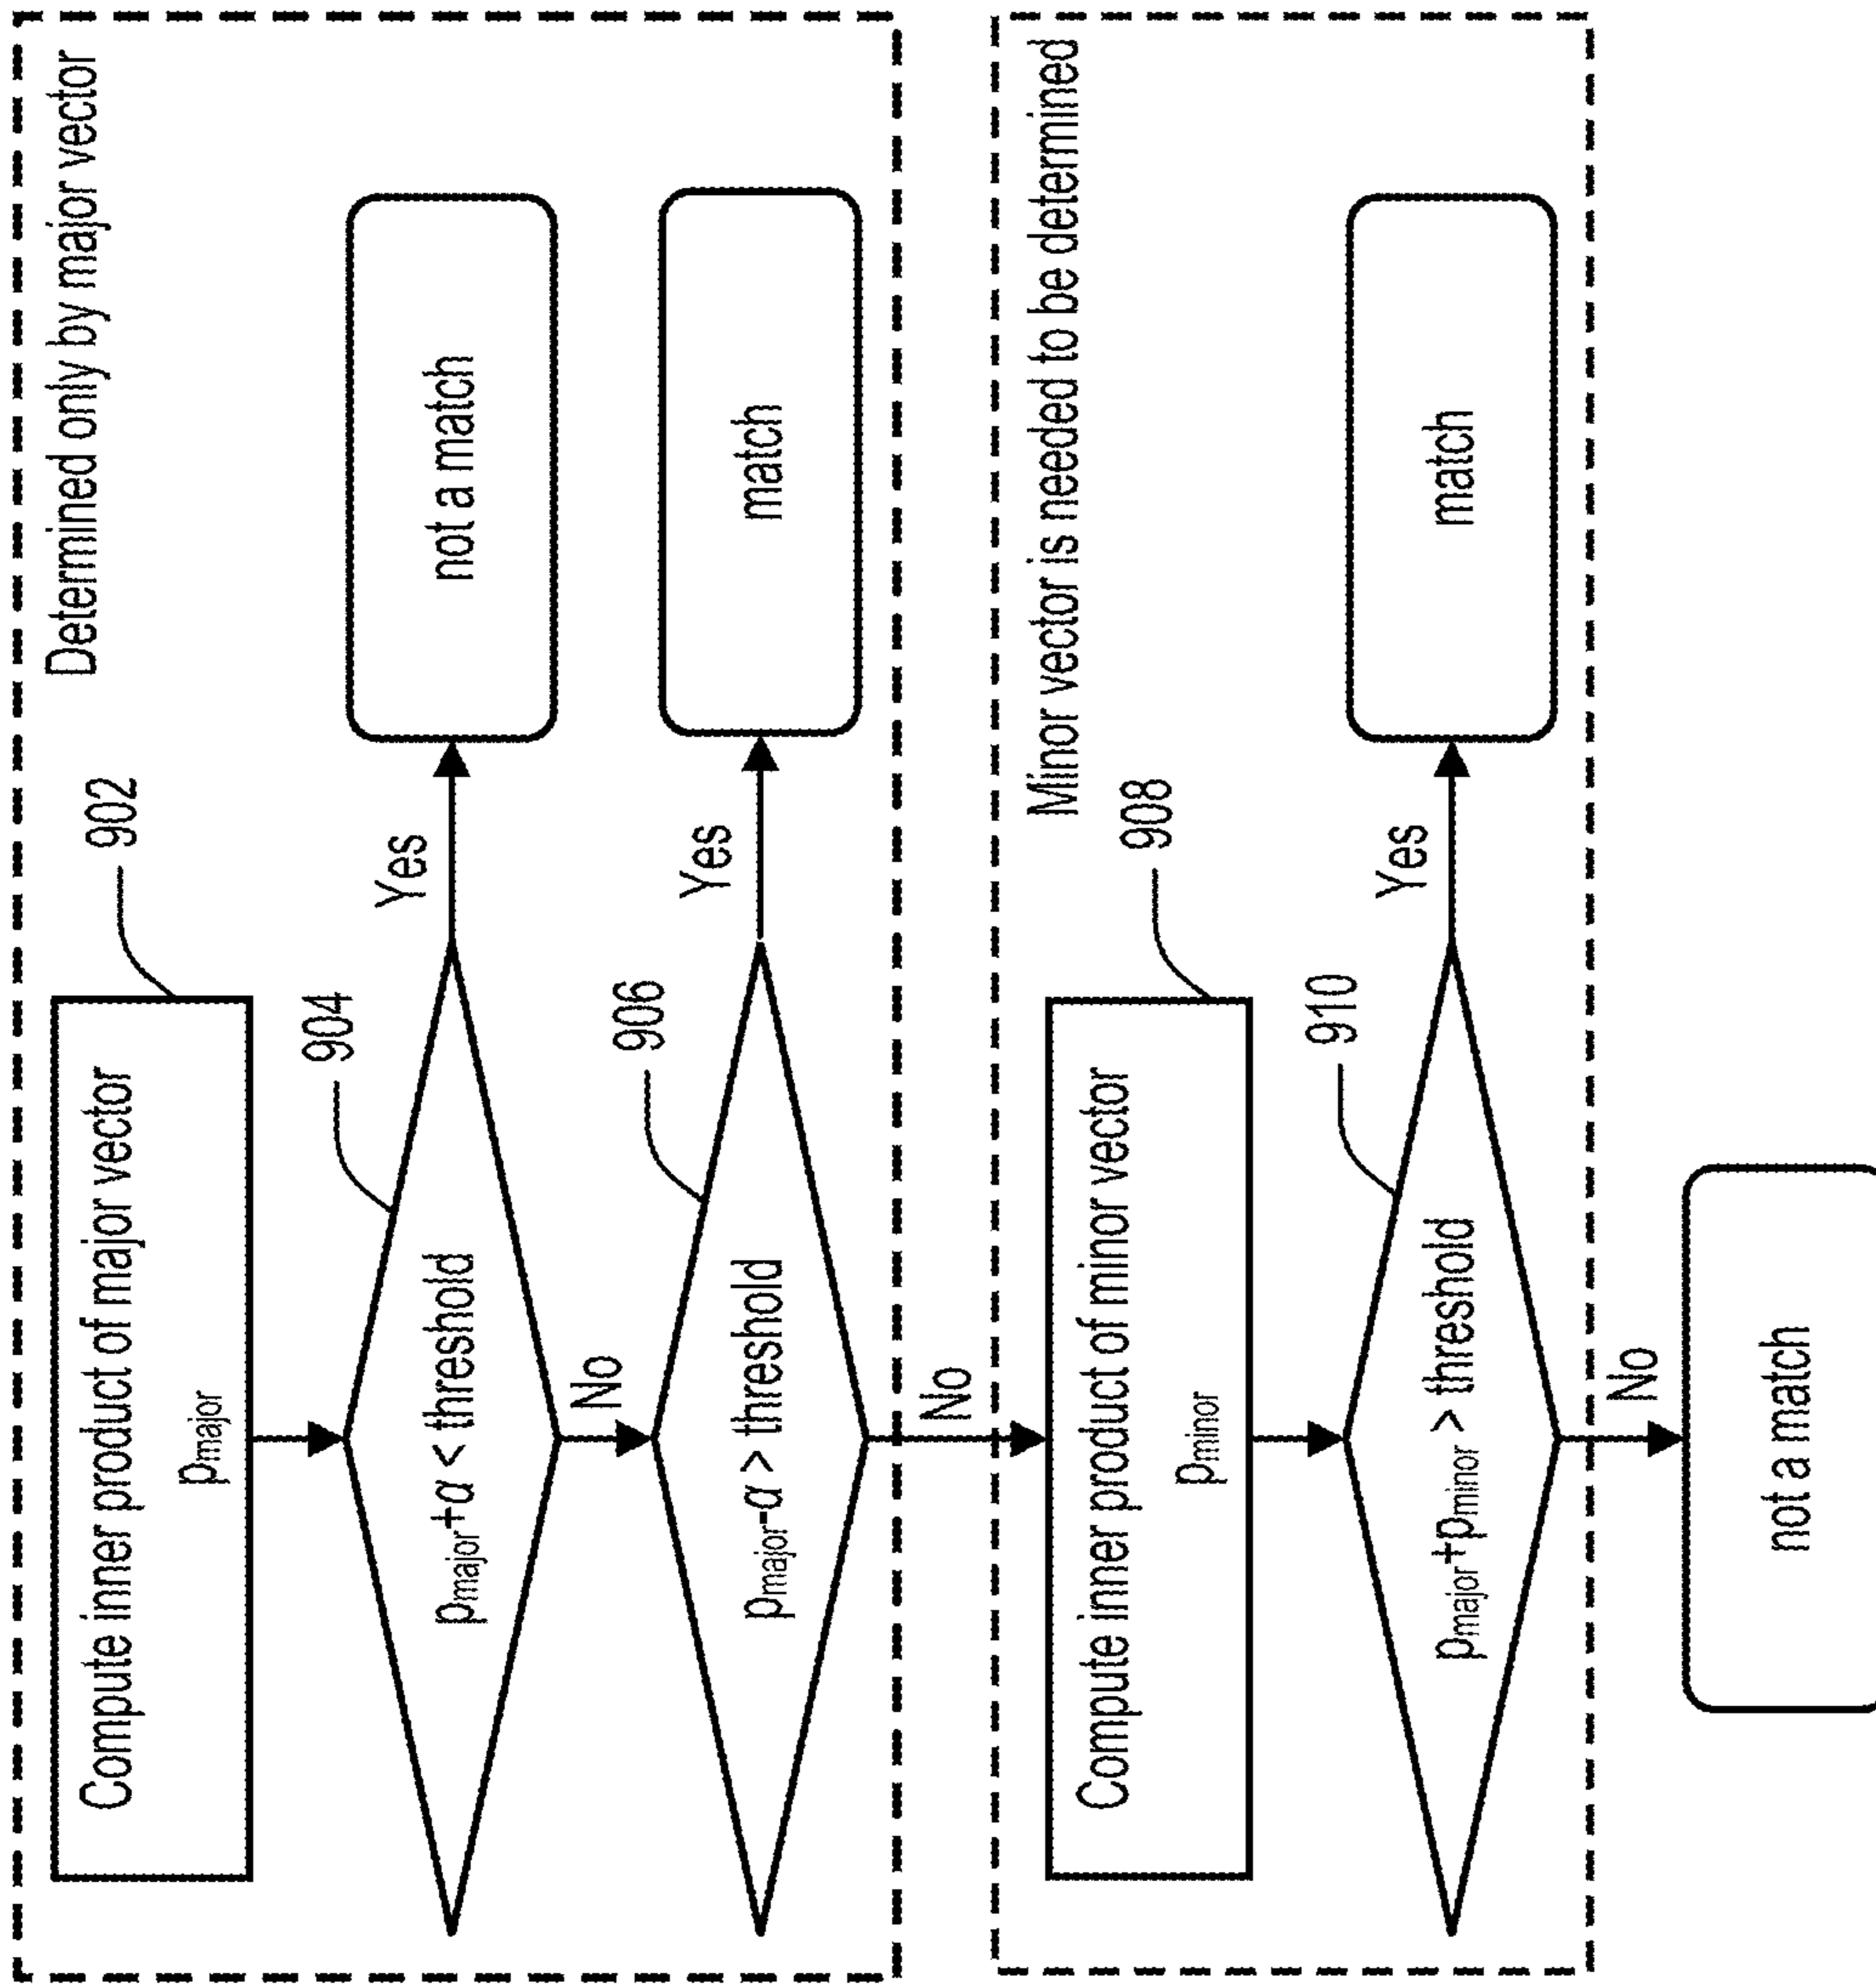 Determined only by major vector
902
Compute inner product of major vector
pmajor
904
pmajor+α < threshold
Yes
not a match
No
906
pmajor-α > threshold
Yes
match
No
Minor vector is needed to be determined
908
Compute inner product of minor vector
pminor
910
pmajor+pminor > threshold
Yes
match
No
not a match